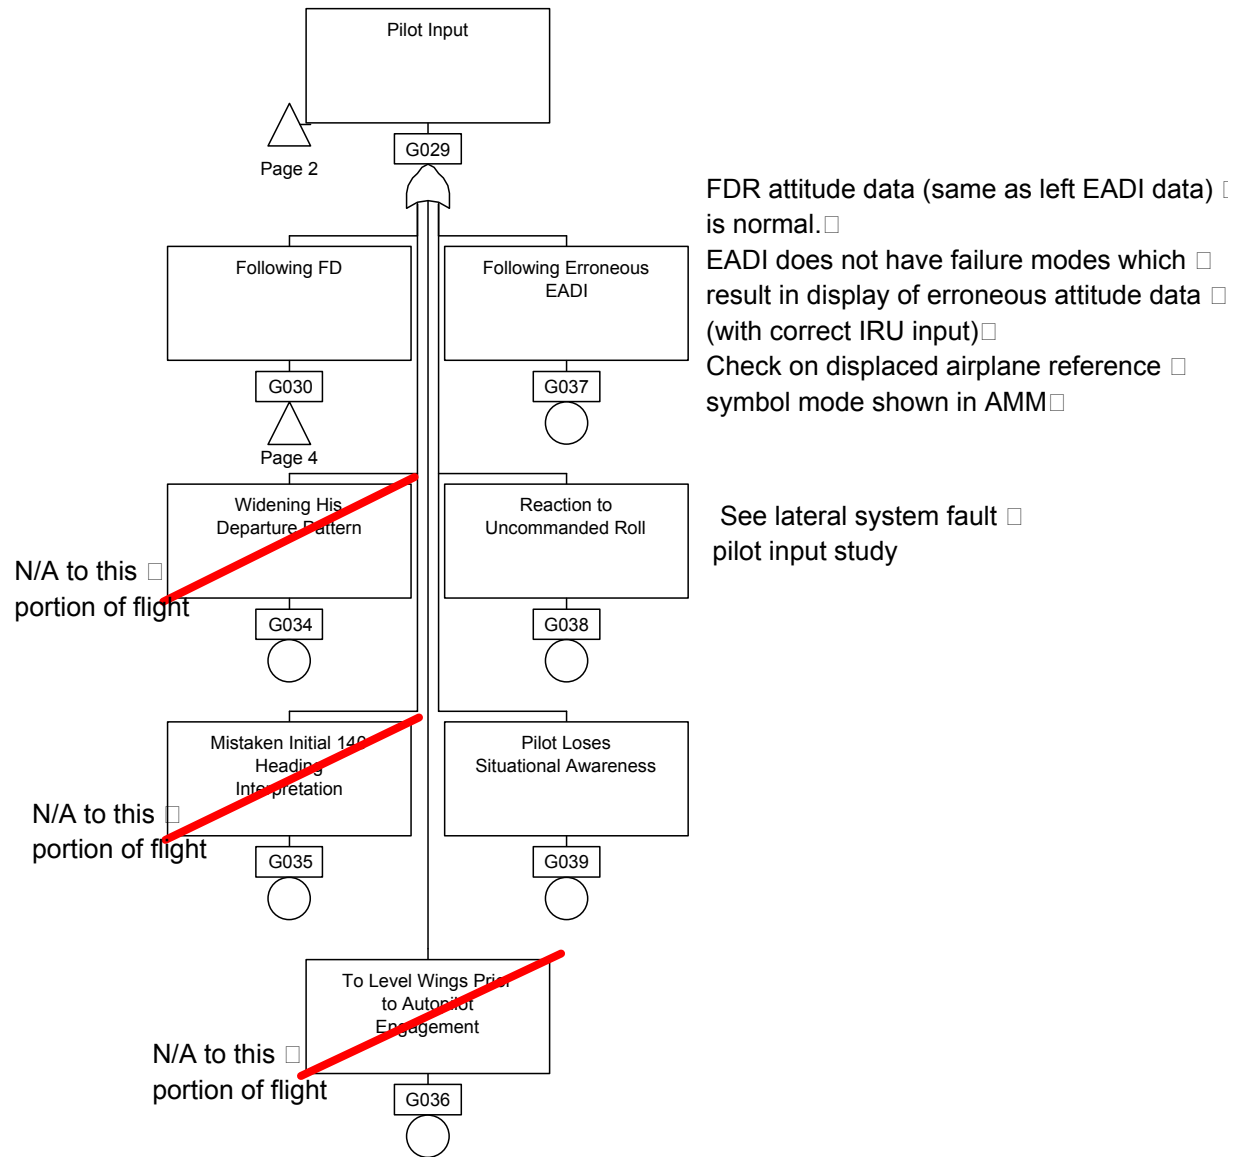 Pilot Input
Page 2
G029
FDR attitude data (same as left EADI data)
is normal.
EADI does not have failure modes which
result in display of erroneous attitude data
(with correct IRU input)
Check on displaced airplane reference
symbol mode shown in AMM
Following FD
G030
Page 4
Following Erroneous
EADI
G037
Widening His
Departure Pattern
G034
N/A to this
portion of flight
Reaction to
Uncommanded Roll
G038
See lateral system fault
pilot input study
Mistaken Initial 140
Heading
Interpretation
G035
N/A to this
portion of flight
Pilot Loses
Situational Awareness
G039
To Level Wings Prior
to Autopilot
Engagement
G036
N/A to this
portion of flight